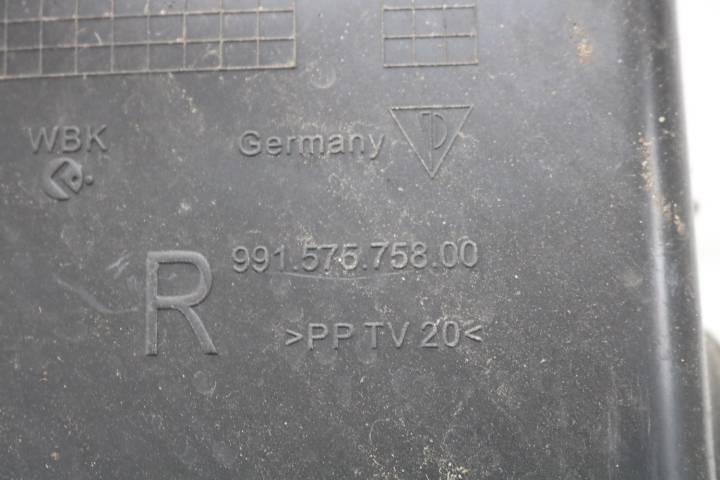 WBK
Germany
R
991.575.758.00
>PP TV 20<